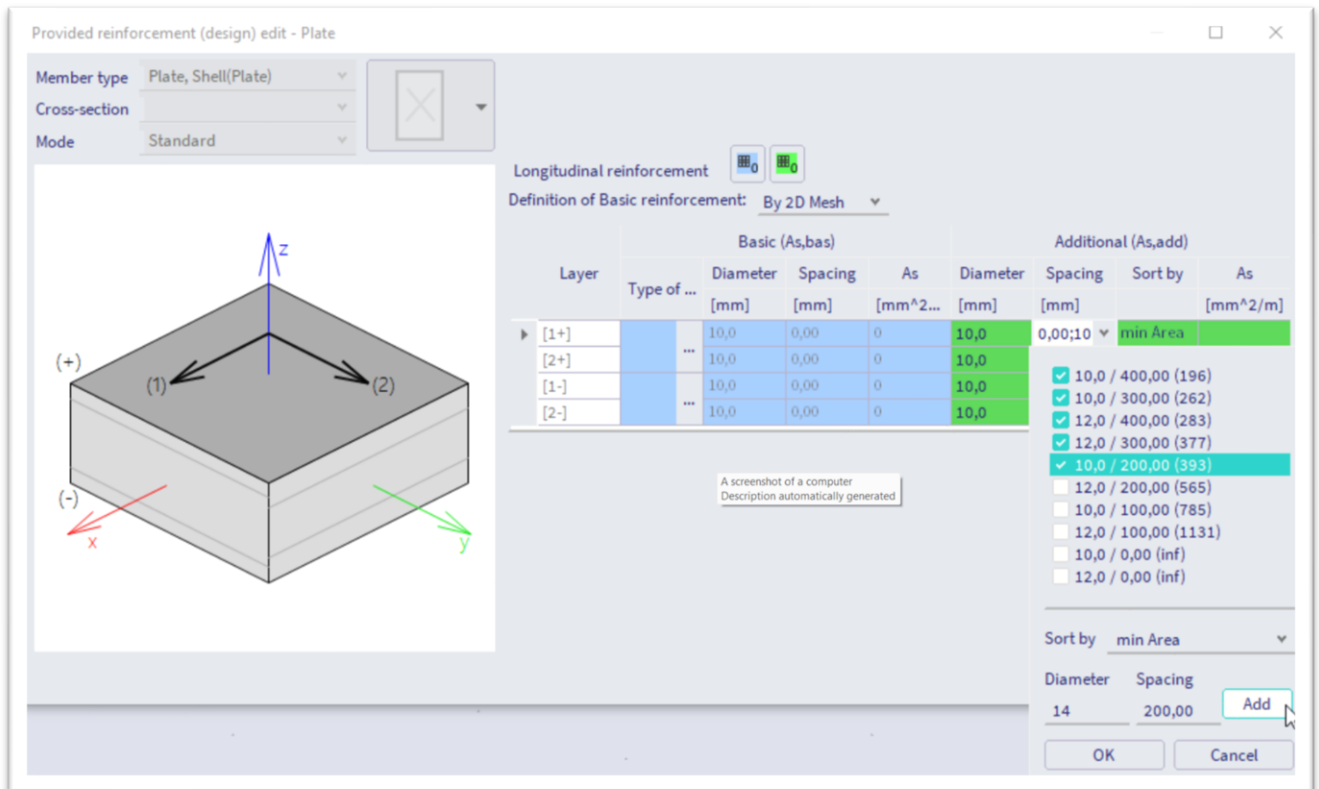 Provided reinforcement (design) edit - Plate
Member type Plate, Shell(Plate)
Cross-section
Mode Standard
Longitudinal reinforcement 0 0
Definition of Basic reinforcement: By 2D Mesh
Basic (As,bas) Additional (As,add)
Layer Type of ... Diameter Spacing As Diameter Spacing Sort by As
[mm] [mm] [mm^2... [mm] [mm] [mm^2/m]
[1+] ... 10,0 0,00 0 10,0 0,00;10 min Area
[2+] 10,0 0,00 0 10,0
[1-] ... 10,0 0,00 0 10,0
[2-] 10,0 0,00 0 10,0
10,0 / 400,00 (196)
10,0 / 300,00 (262)
12,0 / 400,00 (283)
12,0 / 300,00 (377)
10,0 / 200,00 (393)
12,0 / 200,00 (565)
10,0 / 100,00 (785)
12,0 / 100,00 (1131)
10,0 / 0,00 (inf)
12,0 / 0,00 (inf)
Sort by min Area
Diameter Spacing
14 200,00 Add
OK Cancel
z
(+)
(1) (2)
(-)
x y
A screenshot of a computer
Description automatically generated